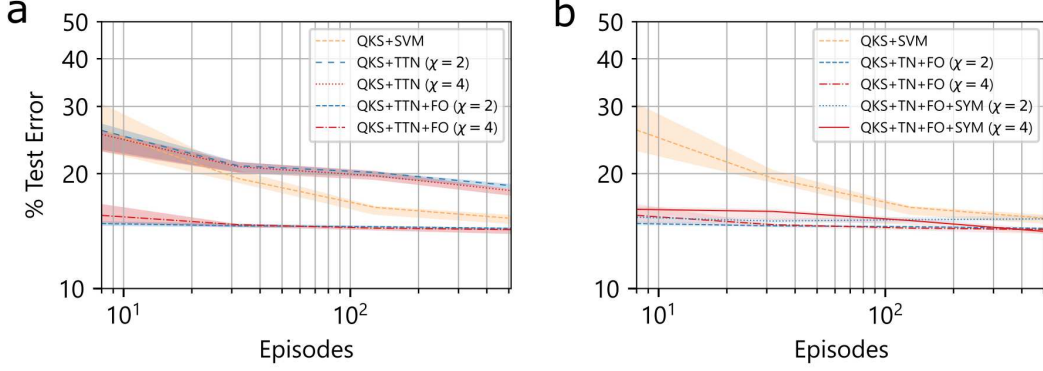 a
50
40
30
20
10
% Test Error
QKS+SVM
QKS+TTN (χ = 2)
QKS+TTN (χ = 4)
QKS+TTN+FO (χ = 2)
QKS+TTN+FO (χ = 4)
10¹
10²
Episodes
b
50
40
30
20
10
QKS+SVM
QKS+TN+FO (χ = 2)
QKS+TN+FO (χ = 4)
QKS+TN+FO+SYM (χ = 2)
QKS+TN+FO+SYM (χ = 4)
10¹
10²
Episodes